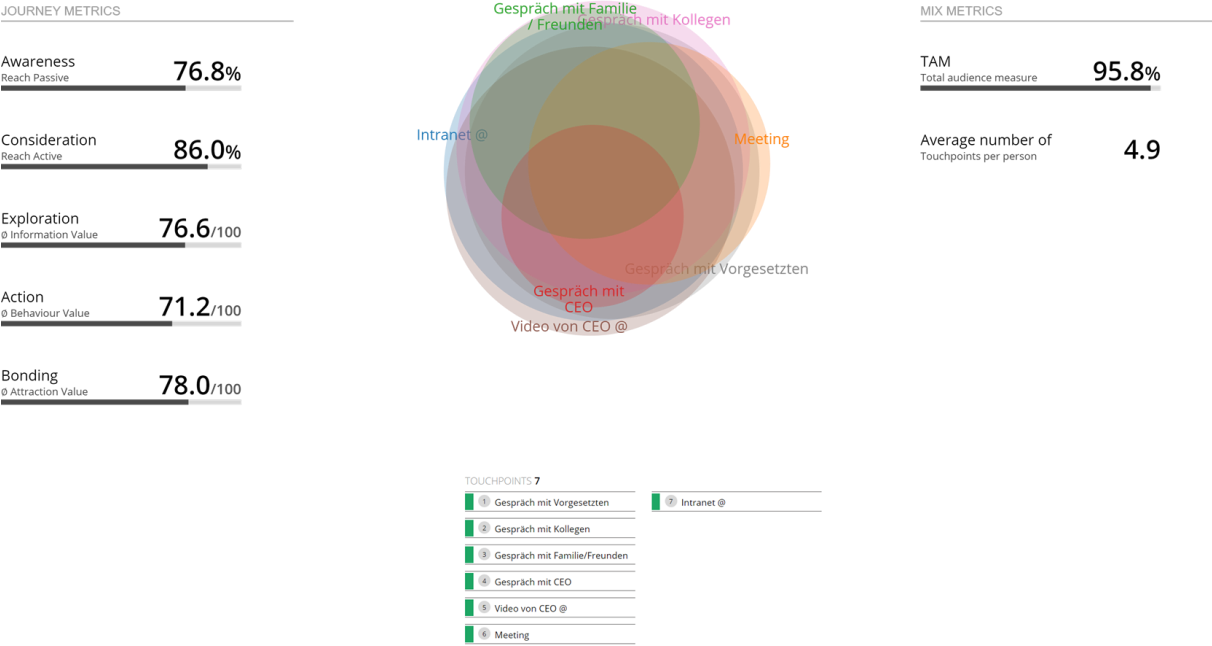 JOURNEY METRICS
Awareness
Reach Passive
76.8%
Consideration
Reach Active
86.0%
Exploration
Ø Information Value
76.6/100
Action
Ø Behaviour Value
71.2/100
Bonding
Ø Attraction Value
78.0/100
Gespräch mit Familie
/ Freunden
Gespräch mit Kollegen
Intranet @
Meeting
Gespräch mit Vorgesetzten
Gespräch mit
CEO
Video von CEO @
MIX METRICS
TAM
Total audience measure
95.8%
Average number of
Touchpoints per person
4.9
TOUCHPOINTS 7
1 Gespräch mit Vorgesetzten
2 Gespräch mit Kollegen
3 Gespräch mit Familie/Freunden
4 Gespräch mit CEO
5 Video von CEO @
6 Meeting
7 Intranet @